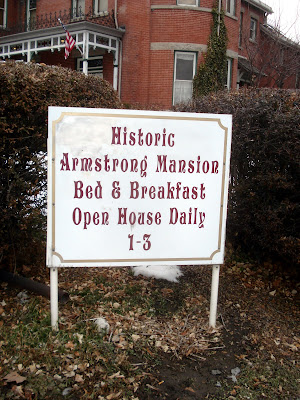 Historic
Armstrong Mansion
Bed & Breakfast
Open House Daily
1-3